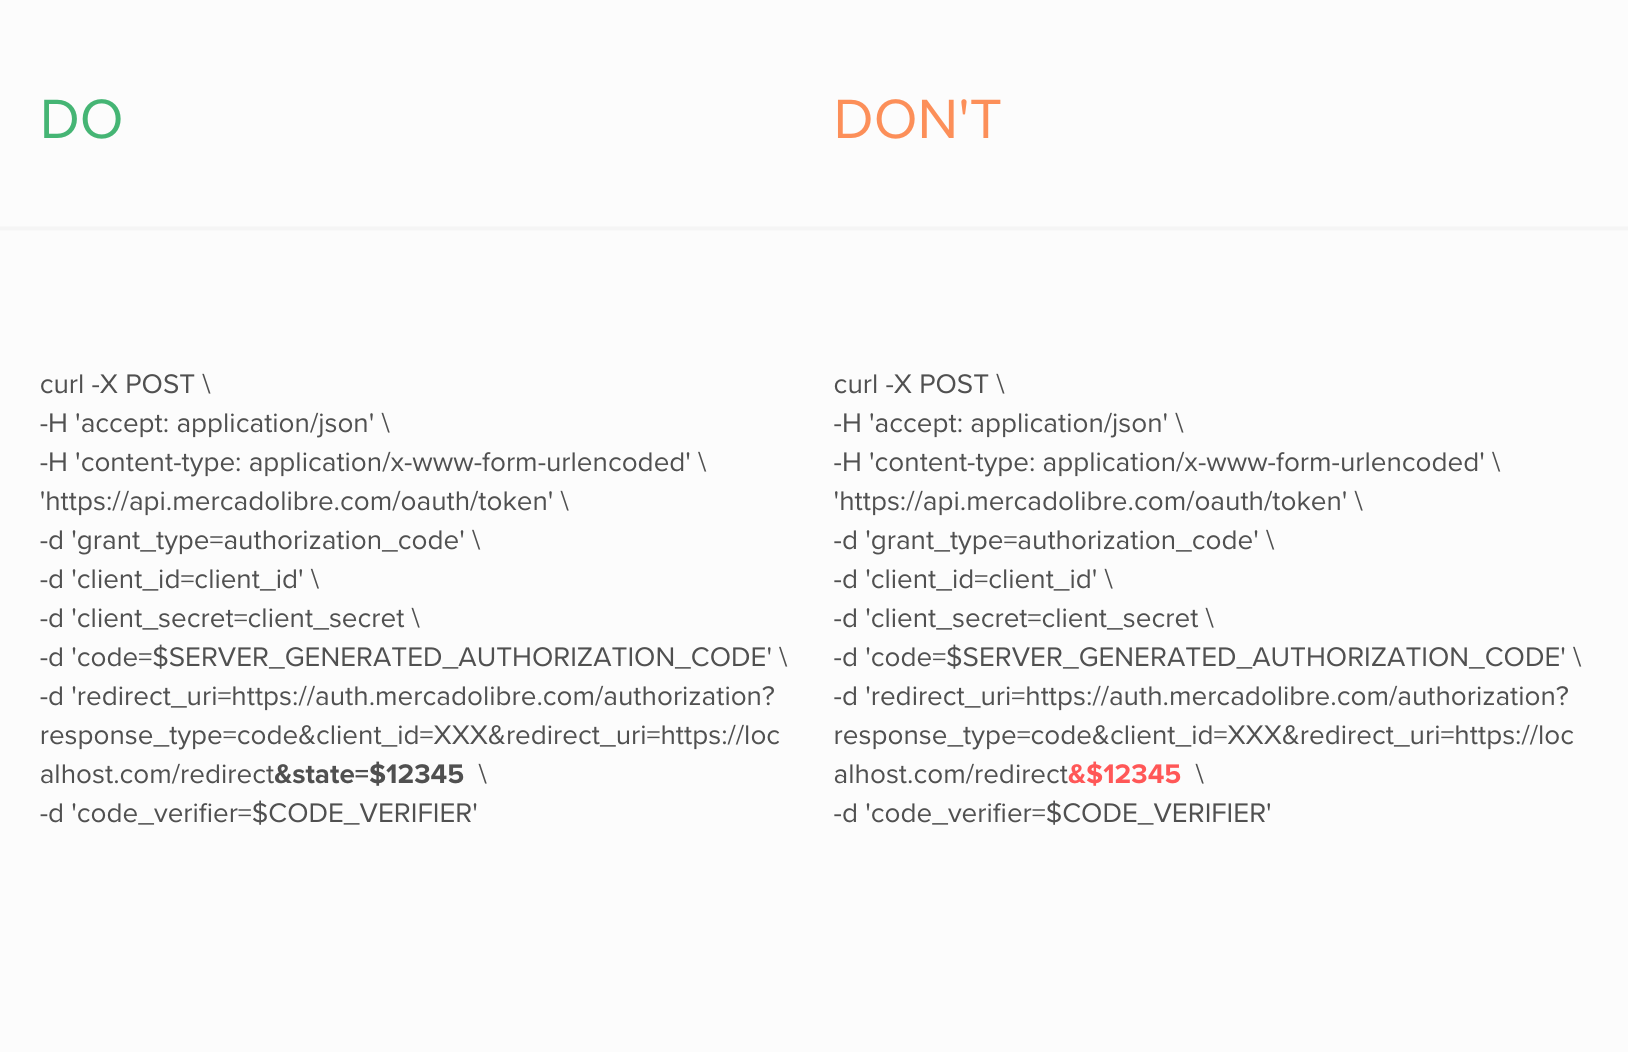 DO
curl -X POST \
-H 'accept: application/json' \
-H 'content-type: application/x-www-form-urlencoded' \
'https://api.mercadolibre.com/oauth/token' \
-d 'grant_type=authorization_code' \
-d 'client_id=client_id' \
-d 'client_secret=client_secret \
-d 'code=$SERVER_GENERATED_AUTHORIZATION_CODE' \
-d 'redirect_uri=https://auth.mercadolibre.com/authorization?
response_type=code&client_id=XXX&redirect_uri=https://loc
alhost.com/redirect&state=$12345  \
-d 'code_verifier=$CODE_VERIFIER'
DON'T
curl -X POST \
-H 'accept: application/json' \
-H 'content-type: application/x-www-form-urlencoded' \
'https://api.mercadolibre.com/oauth/token' \
-d 'grant_type=authorization_code' \
-d 'client_id=client_id' \
-d 'client_secret=client_secret \
-d 'code=$SERVER_GENERATED_AUTHORIZATION_CODE' \
-d 'redirect_uri=https://auth.mercadolibre.com/authorization?
response_type=code&client_id=XXX&redirect_uri=https://loc
alhost.com/redirect&$12345  \
-d 'code_verifier=$CODE_VERIFIER'